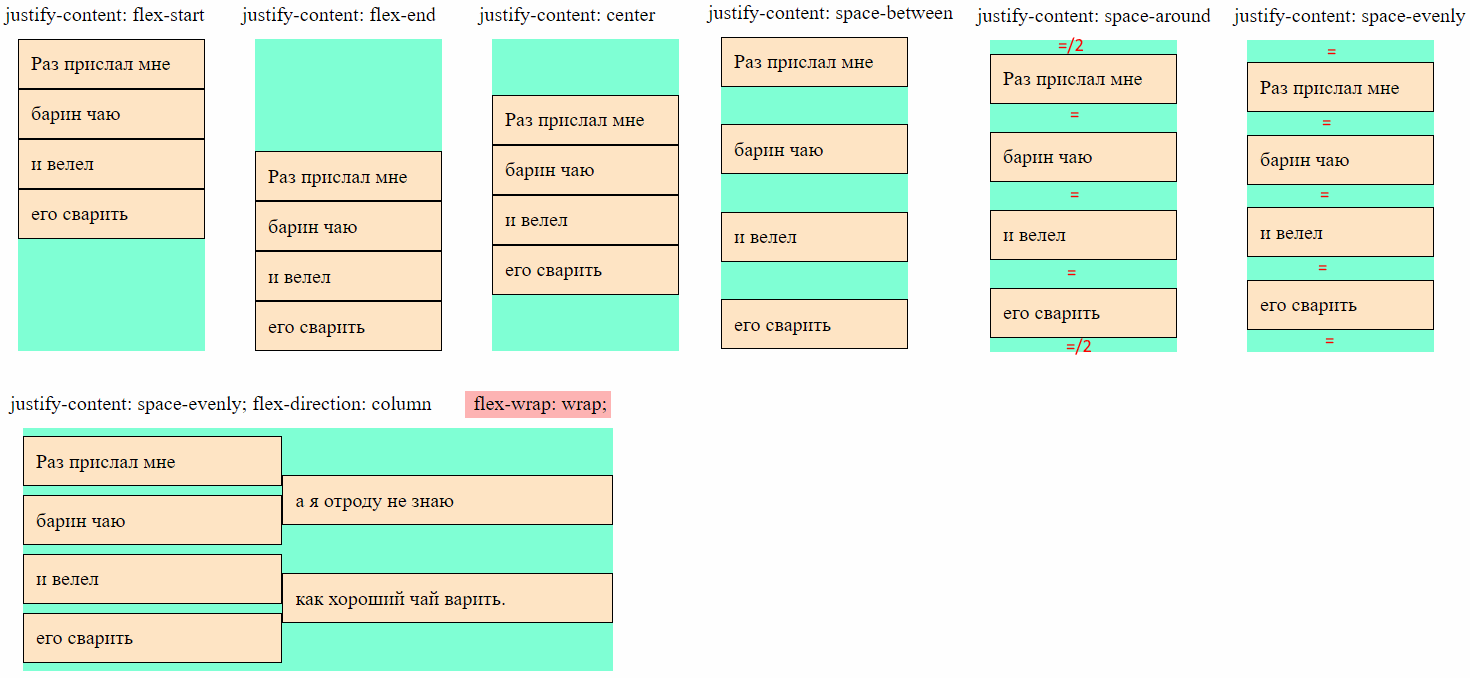 justify-content: flex-start
Раз прислал мне
барин чаю
и велел
его сварить
justify-content: flex-end
Раз прислал мне
барин чаю
и велел
его сварить
justify-content: center
Раз прислал мне
барин чаю
и велел
его сварить
justify-content: space-between
Раз прислал мне
барин чаю
и велел
его сварить
justify-content: space-around
=/2
Раз прислал мне
=
барин чаю
=
и велел
=
его сварить
=/2
justify-content: space-evenly
=
Раз прислал мне
=
барин чаю
=
и велел
=
его сварить
=
justify-content: space-evenly; flex-direction: column flex-wrap: wrap;
Раз прислал мне
барин чаю
и велел
его сварить
а я отроду не знаю
как хороший чай варить.